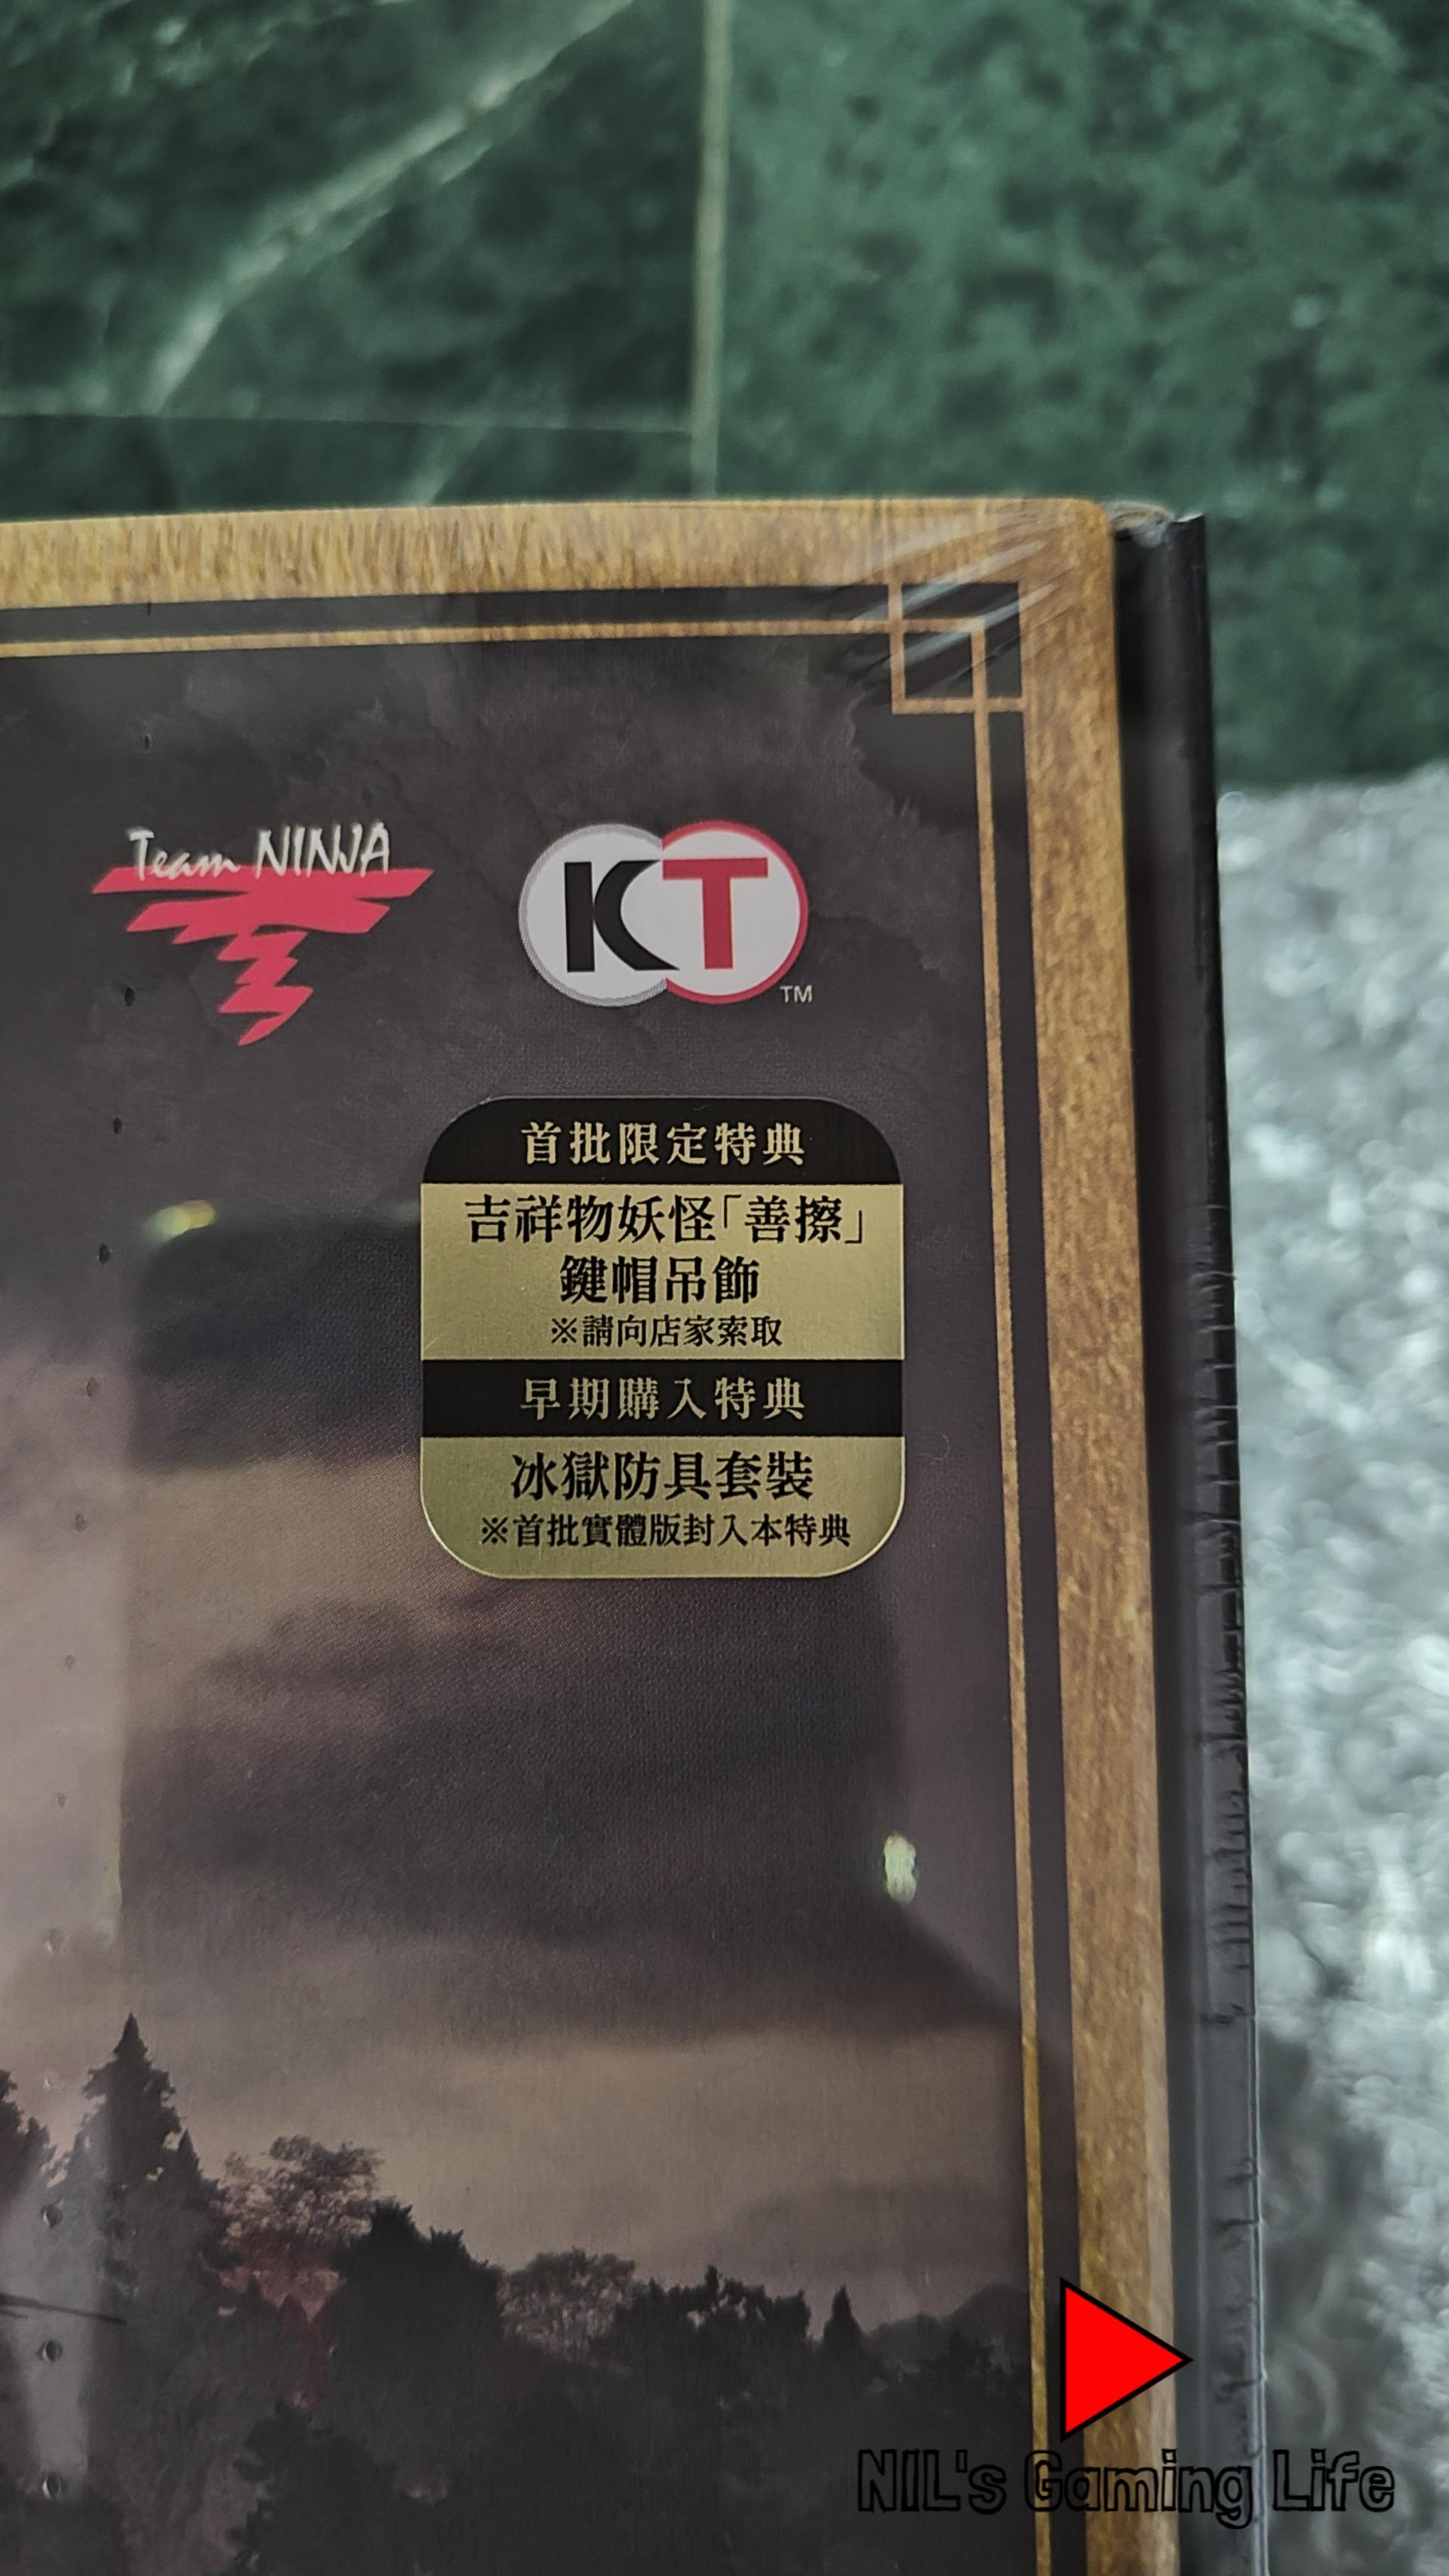 Team NINJA
KT
TM
首批限定特典
吉祥物妖怪「善擦」
鍵帽吊飾
※請向店家索取
早期購入特典
冰獄防具套裝
※首批實體版封入本特典
NIL's Gaming Life